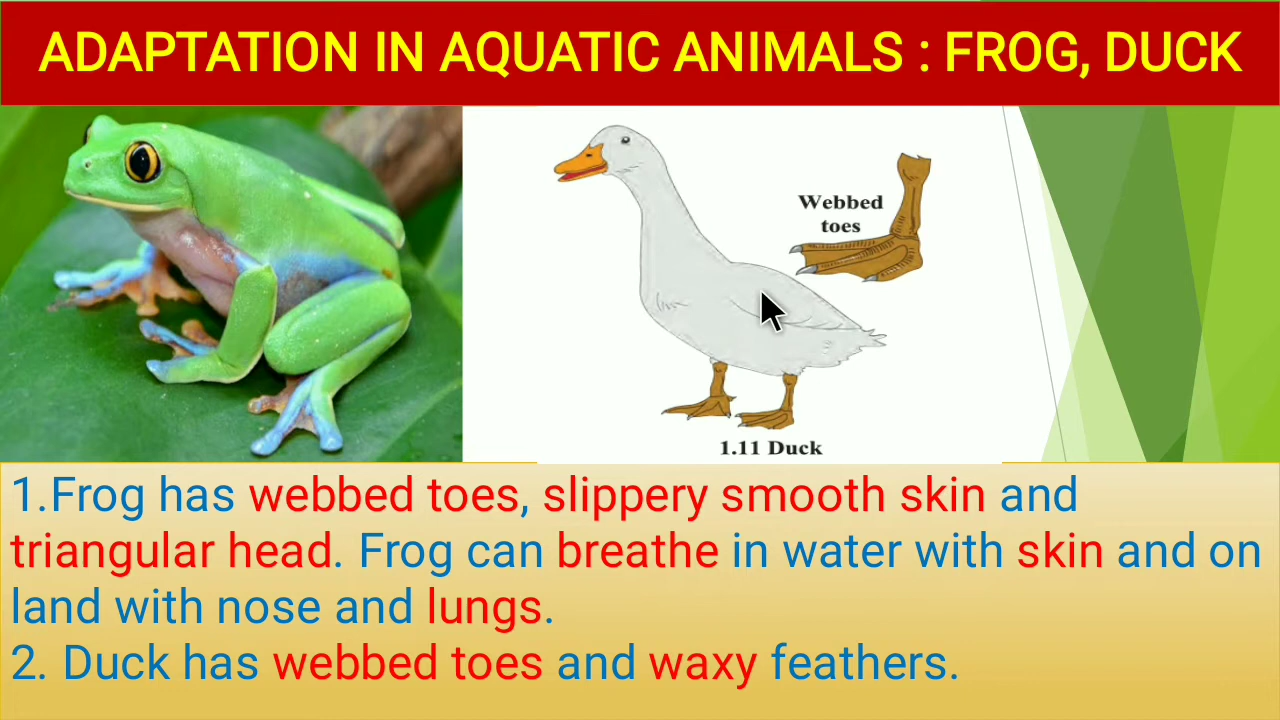 ADAPTATION IN AQUATIC ANIMALS : FROG, DUCK
Webbed
toes
1.11 Duck
1.Frog has webbed toes, slippery smooth skin and
triangular head. Frog can breathe in water with skin and on
land with nose and lungs.
2. Duck has webbed toes and waxy feathers.